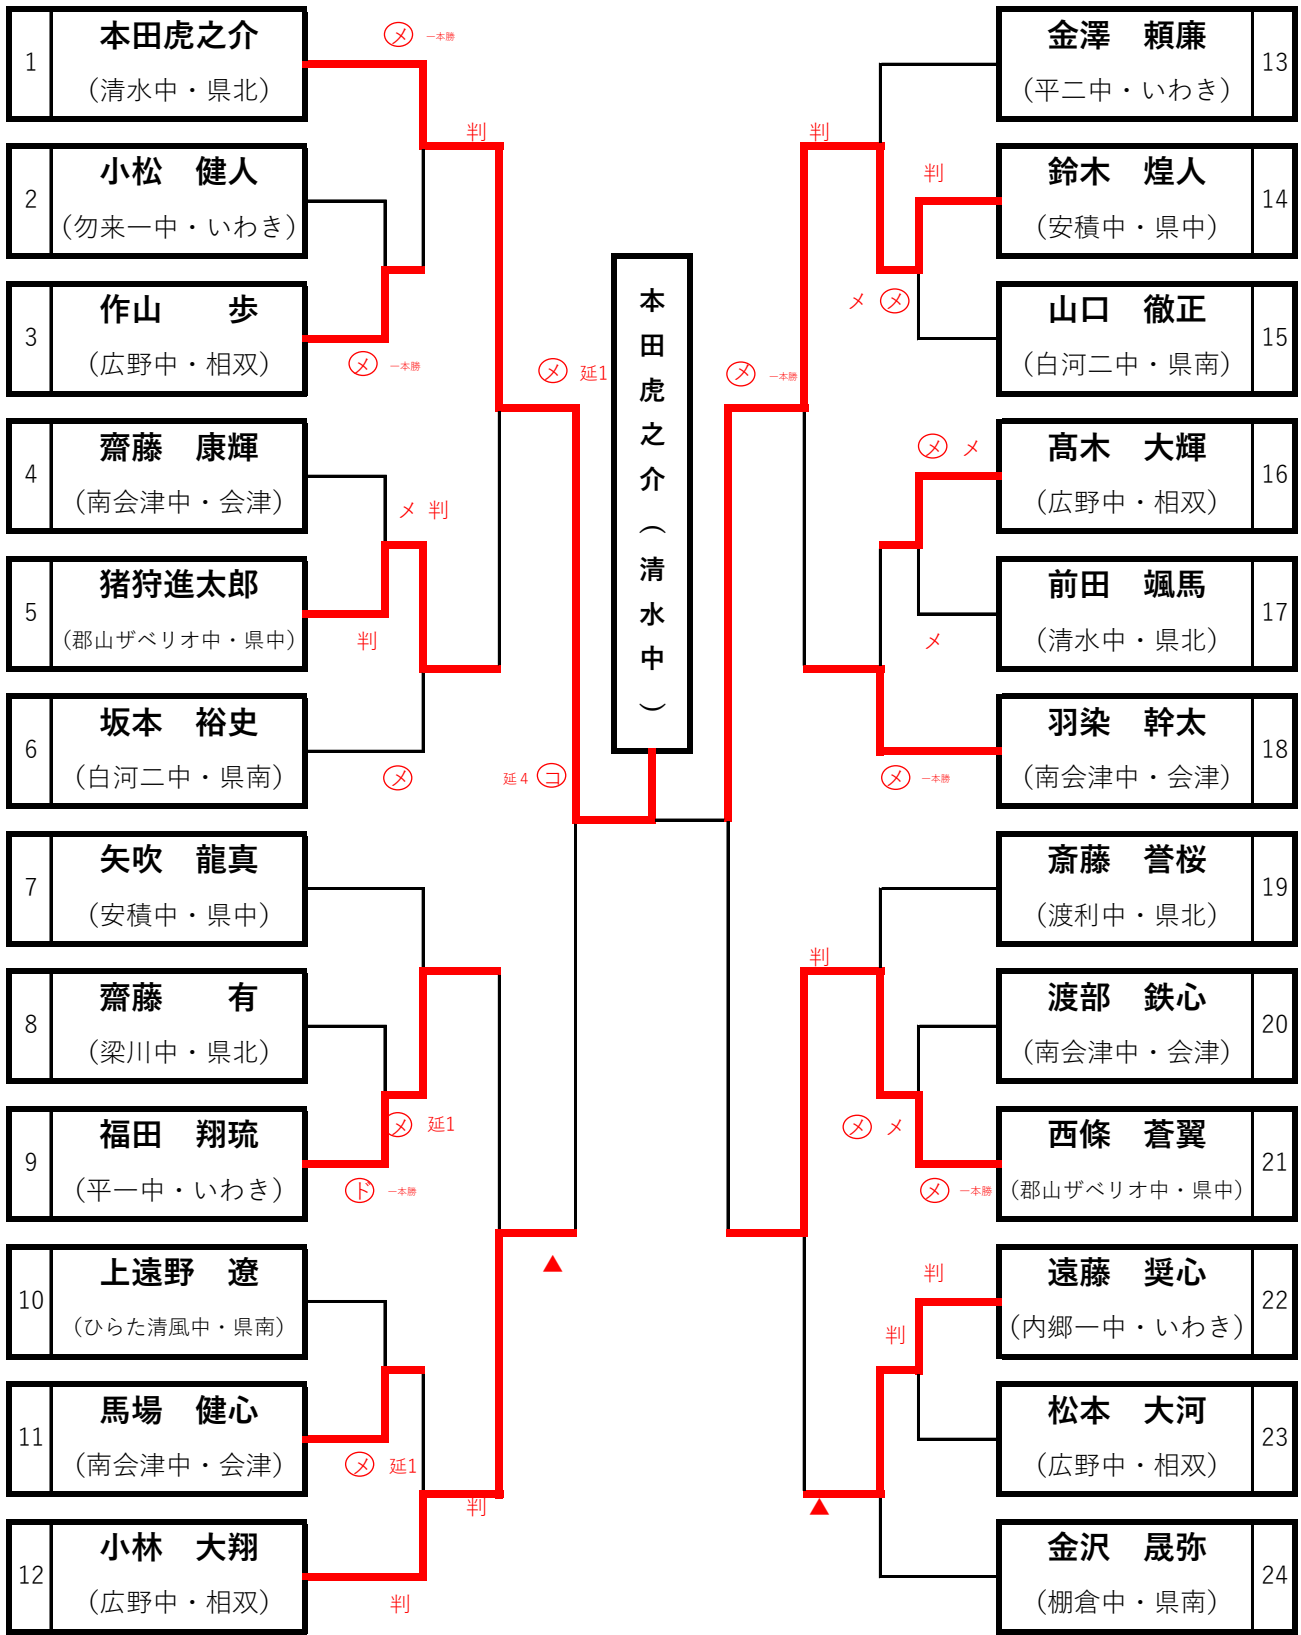 1
本田虎之介
（清水中・県北）
2
小松　健人
（勿来一中・いわき）
3
作山　　歩
（広野中・相双）
4
齋藤　康輝
（南会津中・会津）
5
猪狩進太郎
（郡山ザベリオ中・県中）
6
坂本　裕史
（白河二中・県南）
7
矢吹　龍真
（安積中・県中）
8
齋藤　　有
（梁川中・県北）
9
福田　翔琉
（平一中・いわき）
10
上遠野　遼
（ひらた清風中・県南）
11
馬場　健心
（南会津中・会津）
12
小林　大翔
（広野中・相双）
メ 一本勝
判
メ 一本勝
メ 判
判
メ
メ 延1
延４ コ
メ 延1
ド 一本勝
▲
メ 延1
判
判
本田虎之介（清水中）
判
判
メ メ
メ 一本勝
メ メ
メ
メ 一本勝
判
メ メ
メ 一本勝
判
判
▲
金澤　頼廉
（平二中・いわき）
13
鈴木　煌人
（安積中・県中）
14
山口　徹正
（白河二中・県南）
15
髙木　大輝
（広野中・相双）
16
前田　颯馬
（清水中・県北）
17
羽染　幹太
（南会津中・会津）
18
斎藤　誉桜
（渡利中・県北）
19
渡部　鉄心
（南会津中・会津）
20
西條　蒼翼
（郡山ザベリオ中・県中）
21
遠藤　奨心
（内郷一中・いわき）
22
松本　大河
（広野中・相双）
23
金沢　晟弥
（棚倉中・県南）
24